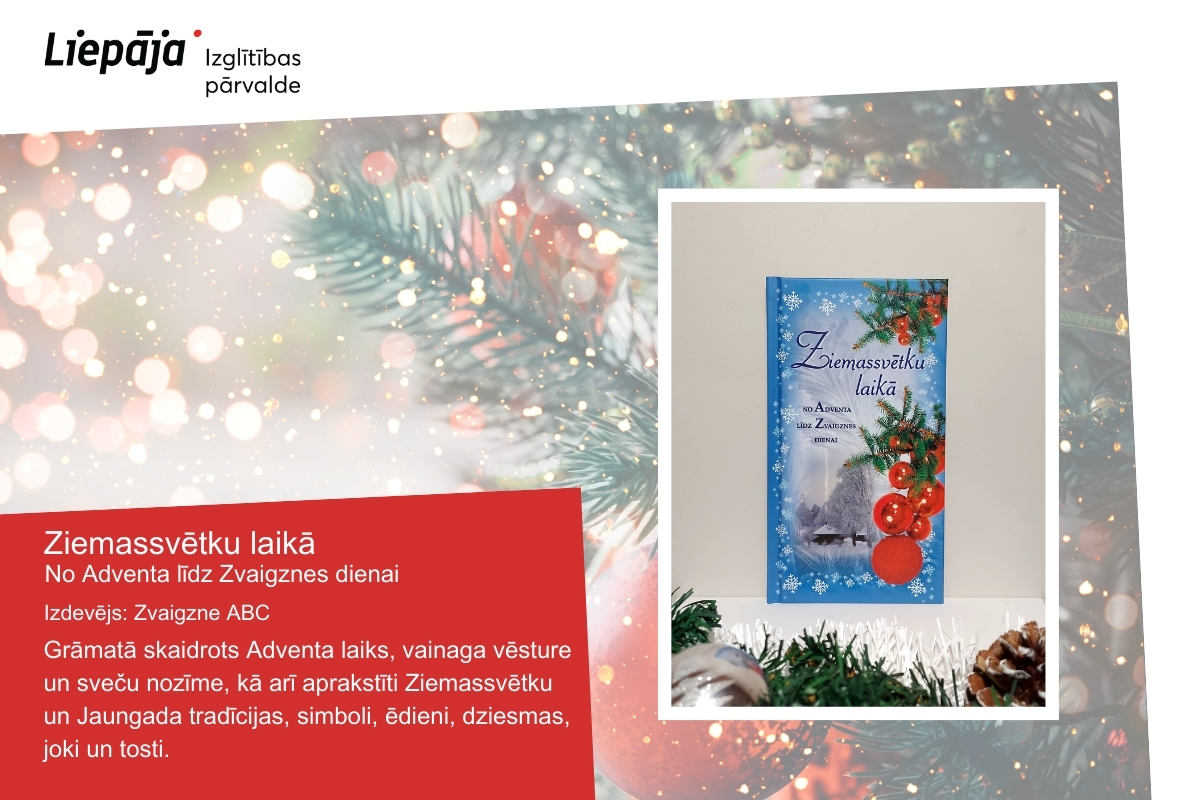 Liepāja
Izglītības
pārvalde
Ziemassvētku
laikā
NO ADVENTA
LĪDZ ZVAIGZNES
DIENAI
Ziemassvētku laikā
No Adventa līdz Zvaigznes dienai
Izdevējs: Zvaigzne ABC
Grāmatā skaidrots Adventa laiks, vainaga vēsture
un sveču nozīme, kā arī aprakstīti Ziemassvētku
un Jaungada tradīcijas, simboli, ēdieni, dziesmas,
joki un tosti.